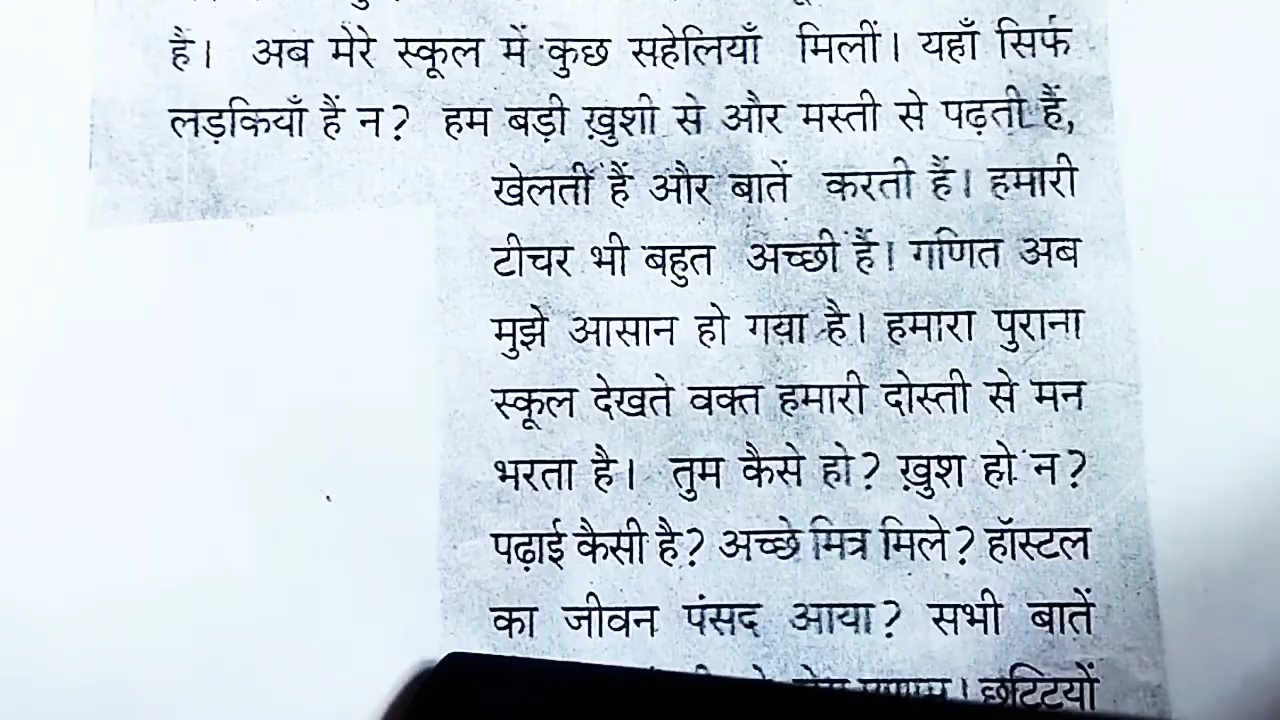 है। अब मेरे स्कूल में कुछ सहेलियाँ मिलीं। यहाँ सिर्फ
लड़कियाँ हैं न? हम बड़ी ख़ुशी से और मस्ती से पढ़ती हैं,
खेलती हैं और बातें करती हैं। हमारी
टीचर भी बहुत अच्छी हैं। गणित अब
मुझे आसान हो गया है। हमारा पुराना
स्कूल देखते वक्त हमारी दोस्ती से मन
भरता है। तुम कैसे हो? ख़ुश हो न?
पढ़ाई कैसी है? अच्छे मित्र मिले? हॉस्टल
का जीवन पंसद आया? सभी बातें
छुट्टियों